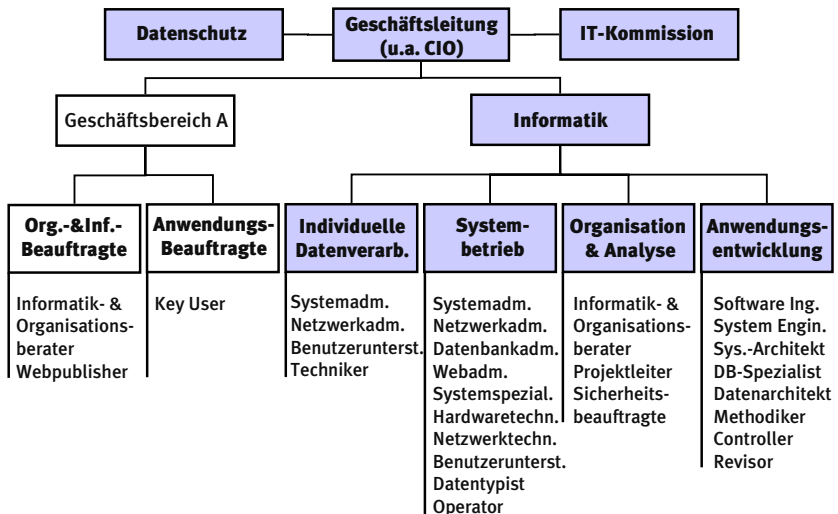 Datenschutz
Geschäftsleitung
(u.a. CIO)
IT-Kommission
Geschäftsbereich A
Informatik
Org.-&Inf.-
Beauftragte
Anwendungs-
Beauftragte
Individuelle
Datenverarb.
System-
betrieb
Organisation
& Analyse
Anwendungs-
entwicklung
Informatik- &
Organisations-
berater
Webpublisher
Key User
Systemadm.
Netzwerkadm.
Benutzerunterst.
Techniker
Systemadm.
Netzwerkadm.
Datenbankadm.
Webadm.
Systemspezial.
Hardwaretechn.
Netzwerktechn.
Benutzerunterst.
Datentypist
Operator
Informatik- &
Organisations-
berater
Projektleiter
Sicherheits-
beauftragte
Software Ing.
System Engin.
Sys.-Architekt
DB-Spezialist
Datenarchitekt
Methodiker
Controller
Revisor